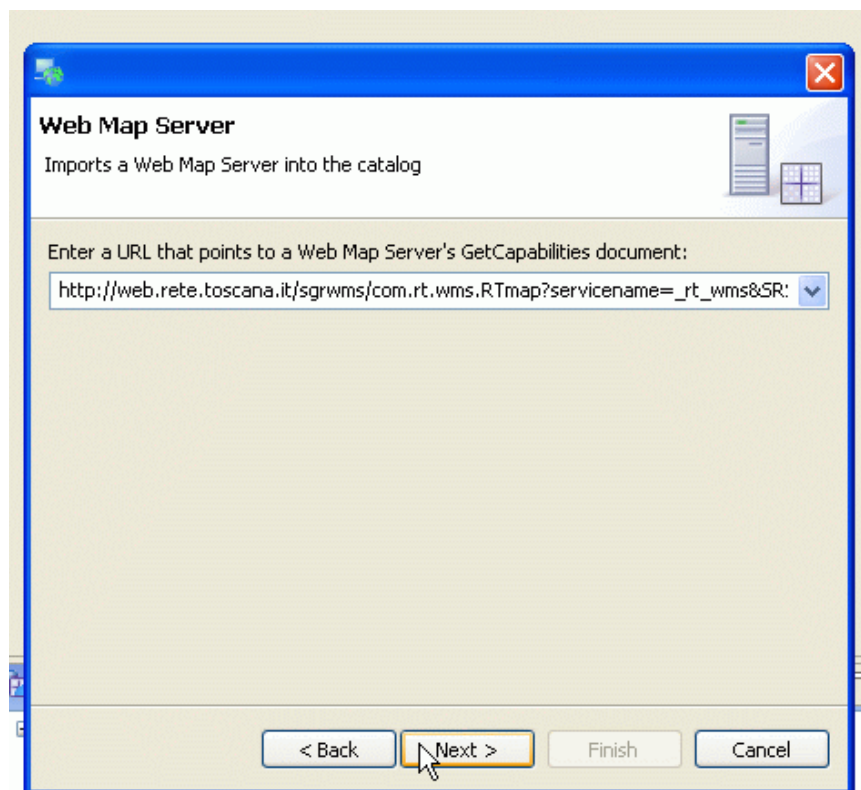 Web Map Server
Imports a Web Map Server into the catalog
Enter a URL that points to a Web Map Server's GetCapabilities document:
http://web.rete.toscana.it/sgrwms/com.rt.wms.RTmap?servicename=_rt_wms&SR
< Back
Next >
Finish
Cancel